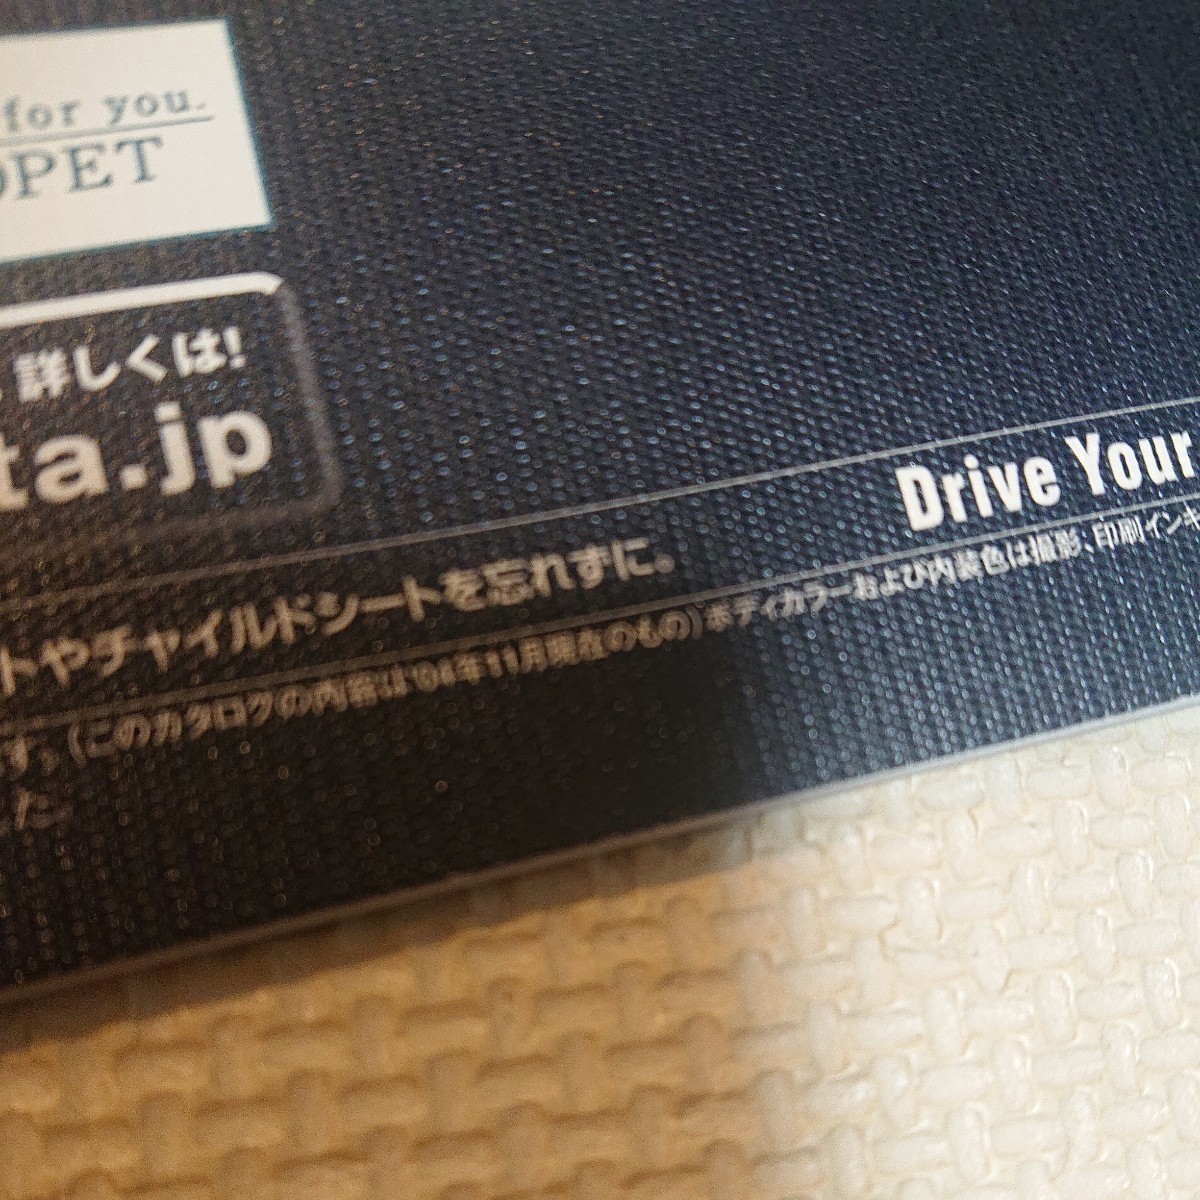 for you.
OPET
詳しくは!
ta.jp
Drive Your
トやチャイルドシートを忘れずに。
す。(このカタログの内容は'04年11月現在のもの)ボディカラーおよび内装色は撮影、印刷インキ
た